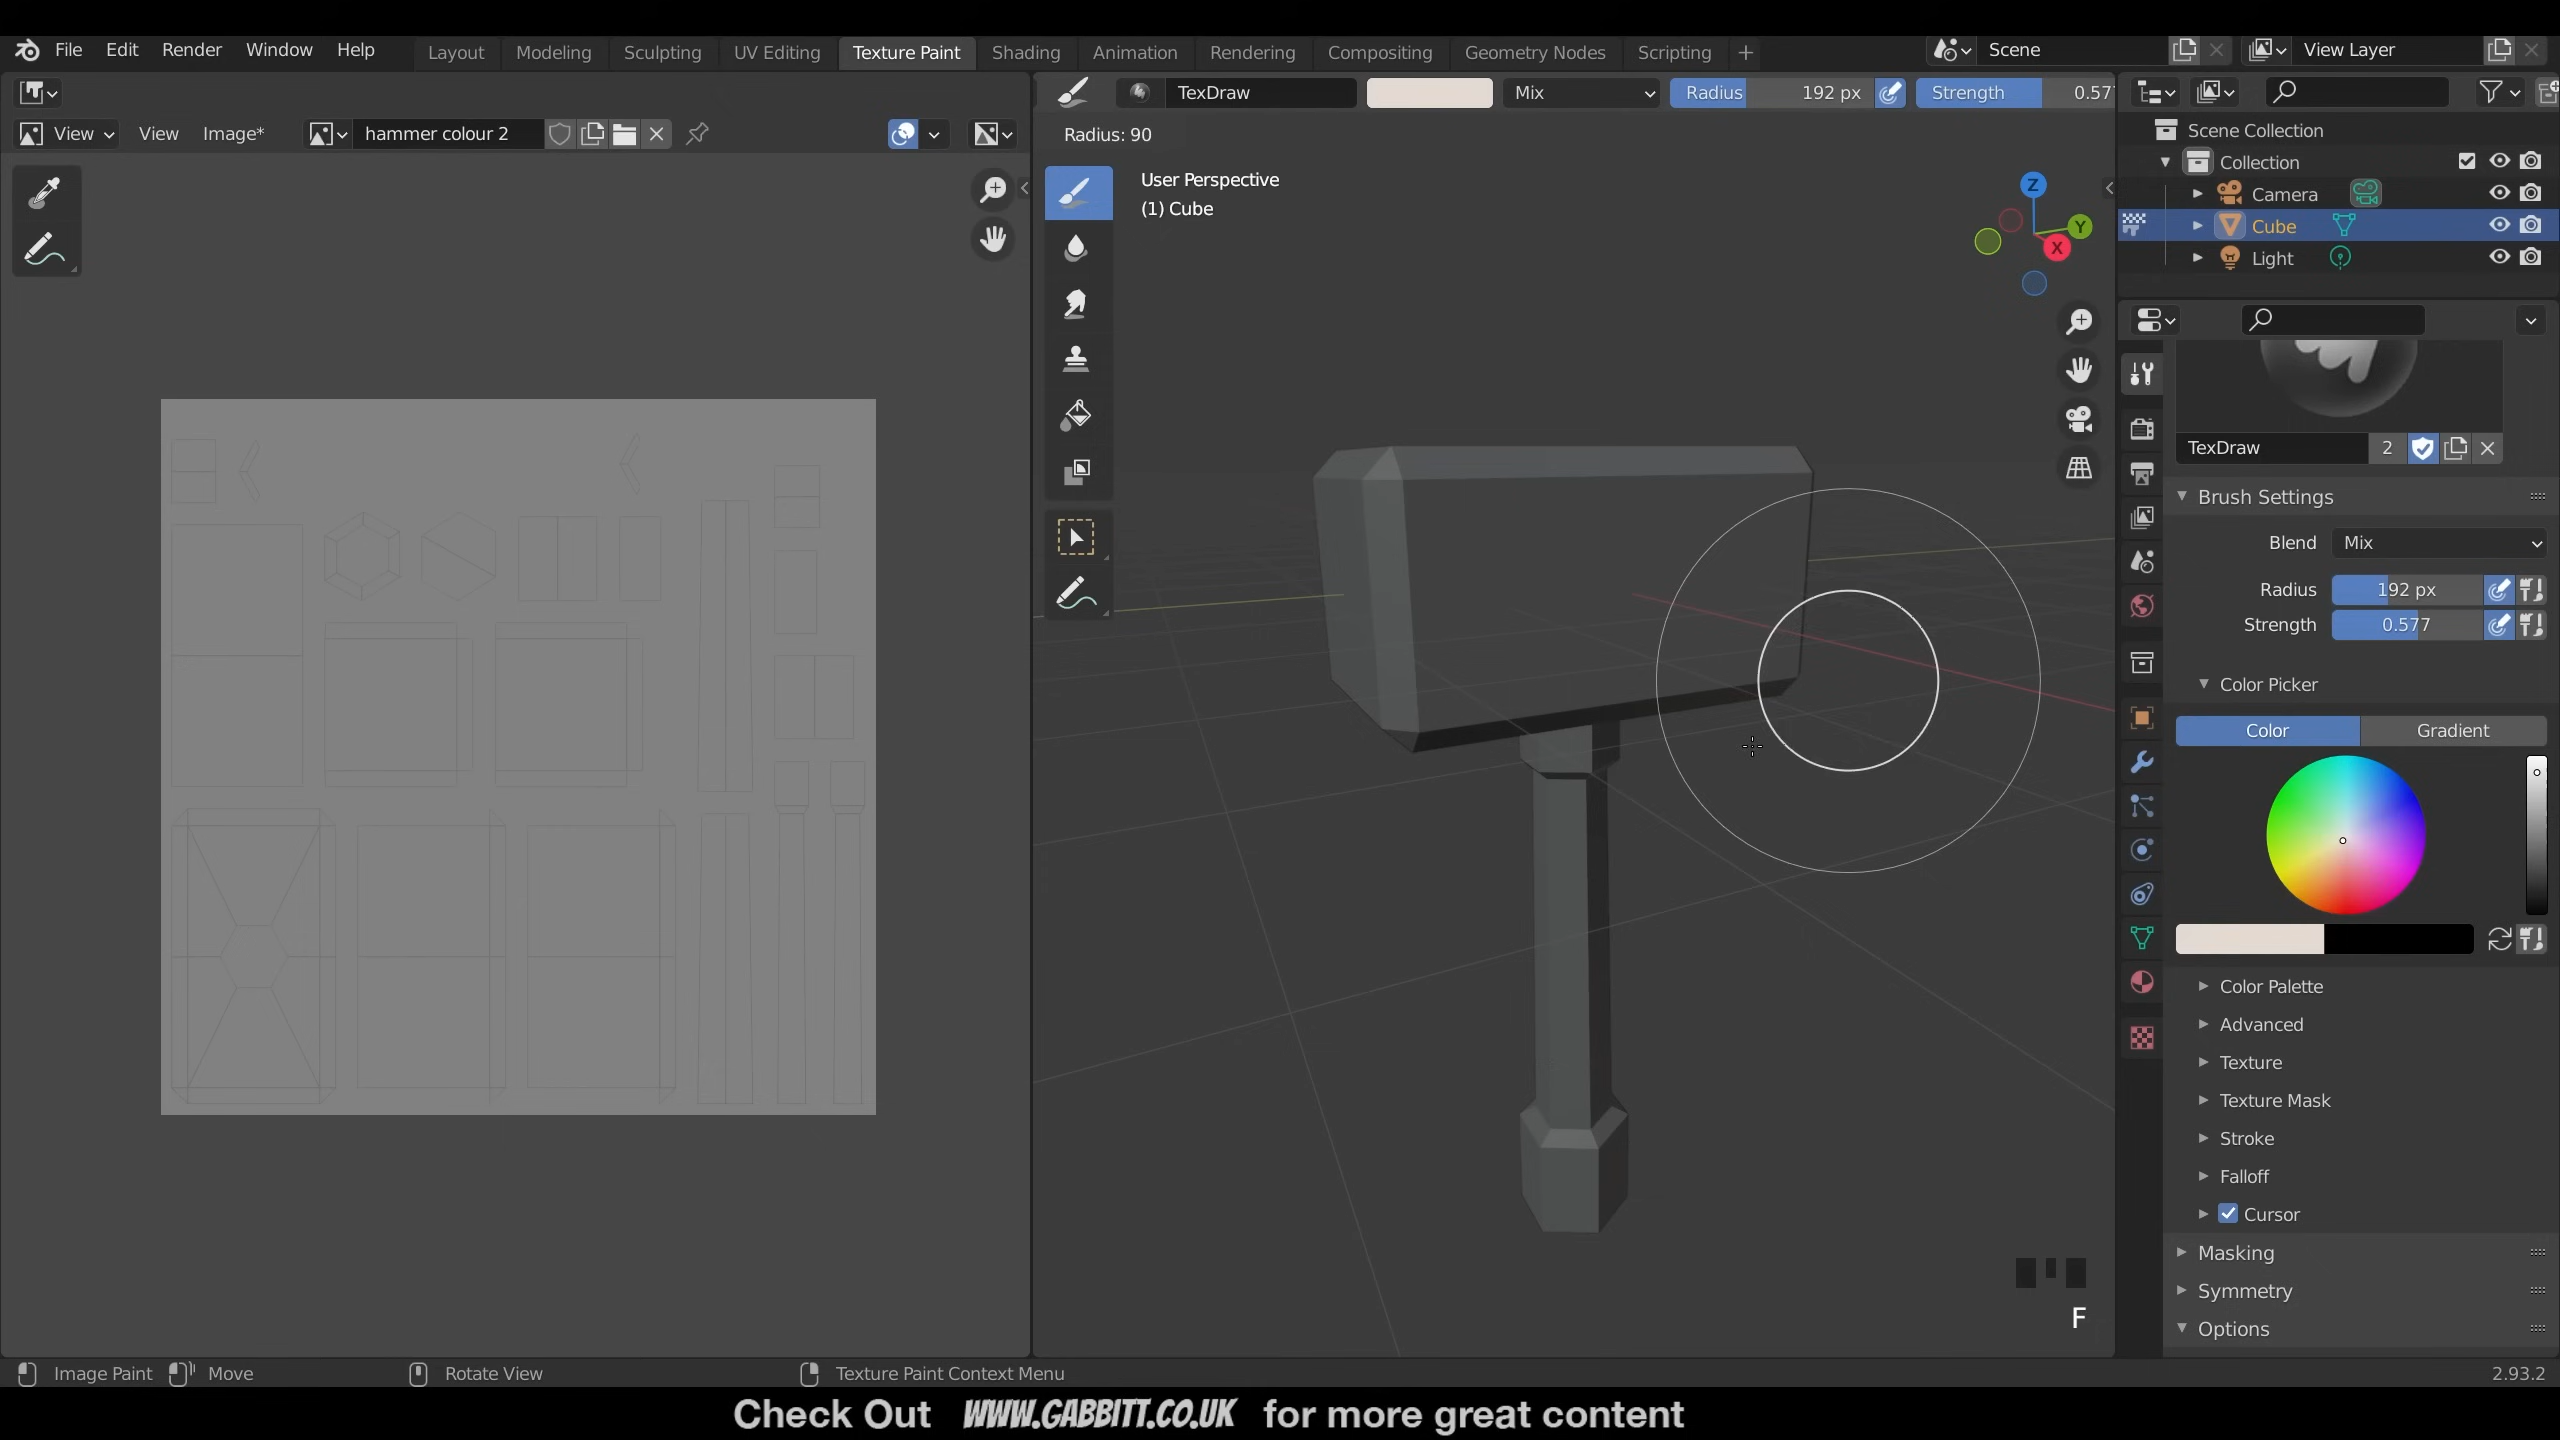 File Edit Render Window Help Layout Modeling Sculpting UV Editing Texture Paint Shading Animation Rendering Compositing Geometry Nodes Scripting + Scene View Layer
TexDraw Mix Radius 192 px Strength 0.57
View View Image* hammer colour 2
Radius: 90
User Perspective
(1) Cube
Z
Y
X
Scene Collection
Collection
Camera
Cube
Light
TexDraw 2
Brush Settings
Blend Mix
Radius 192 px
Strength 0.577
Color Picker
Color Gradient
Color Palette
Advanced
Texture
Texture Mask
Stroke
Falloff
Cursor
Masking
Symmetry
Options
F
Image Paint Move Rotate View Texture Paint Context Menu 2.93.2
Check Out WWW.GABBITT.CO.UK for more great content